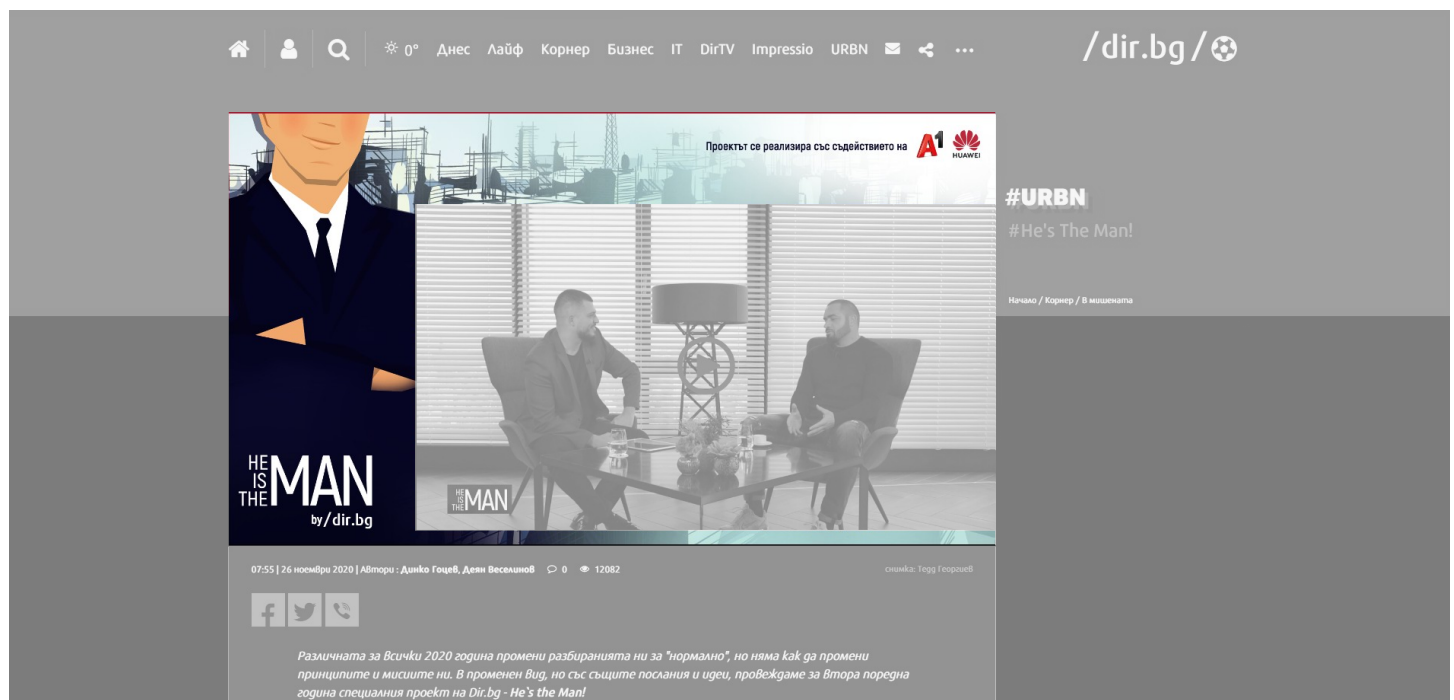 0° Днес Лайф Корнер Бизнес IT DirTV Impressio URBN
/dir.bg/
Проектът се реализира със съдействието на A1 HUAWEI
#URBN
#He's The Man!
Начало / Корнер / В мишената
HE
IS
THE MAN
by/dir.bg
HE
IS
THE MAN
07:55 | 26 ноември 2020 | Автори : Динко Гоцев, Деян Веселинов 0 12082
снимка: Тедд Георгиев
Различната за всички 2020 година промени разбиранията ни за "нормално", но няма как да промени
принципите и мисиите ни. В променен вид, но със същите послания и идеи, провеждаме за втора поредна
година специалния проект на Dir.bg - He`s the Man!